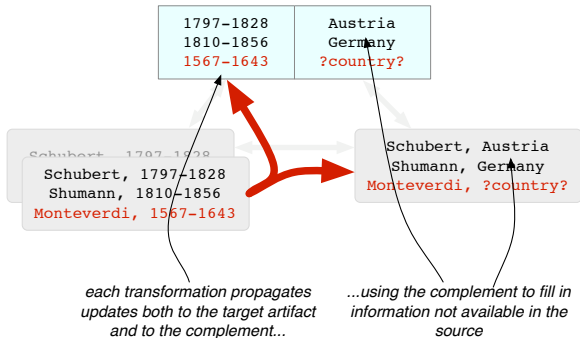 1797-1828 Austria
1810-1856 Germany
1567-1643 ?country?
Schubert, 1797-1828
Schubert, 1797-1828
Shumann, 1810-1856
Monteverdi, 1567-1643
Schubert, Austria
Shumann, Germany
Monteverdi, ?country?
each transformation propagates
updates both to the target artifact
and to the complement...
...using the complement to fill in
information not available in the
source